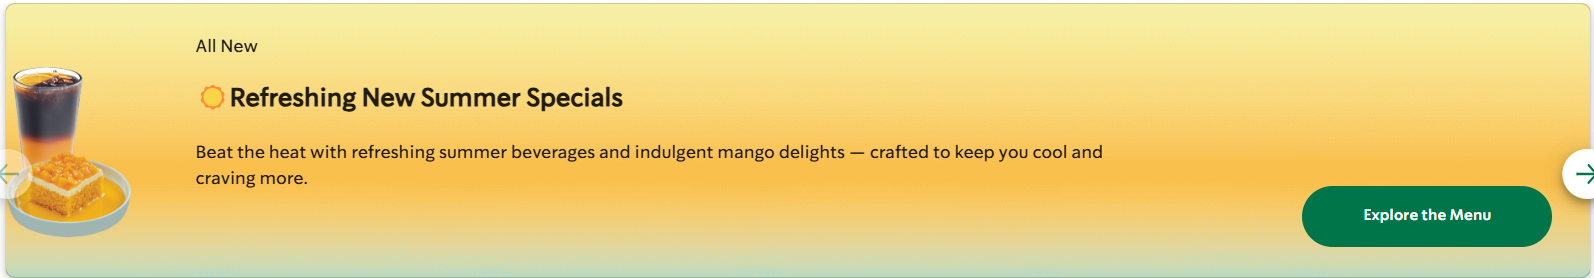 All New
Refreshing New Summer Specials
Beat the heat with refreshing summer beverages and indulgent mango delights — crafted to keep you cool and
craving more.
Explore the Menu